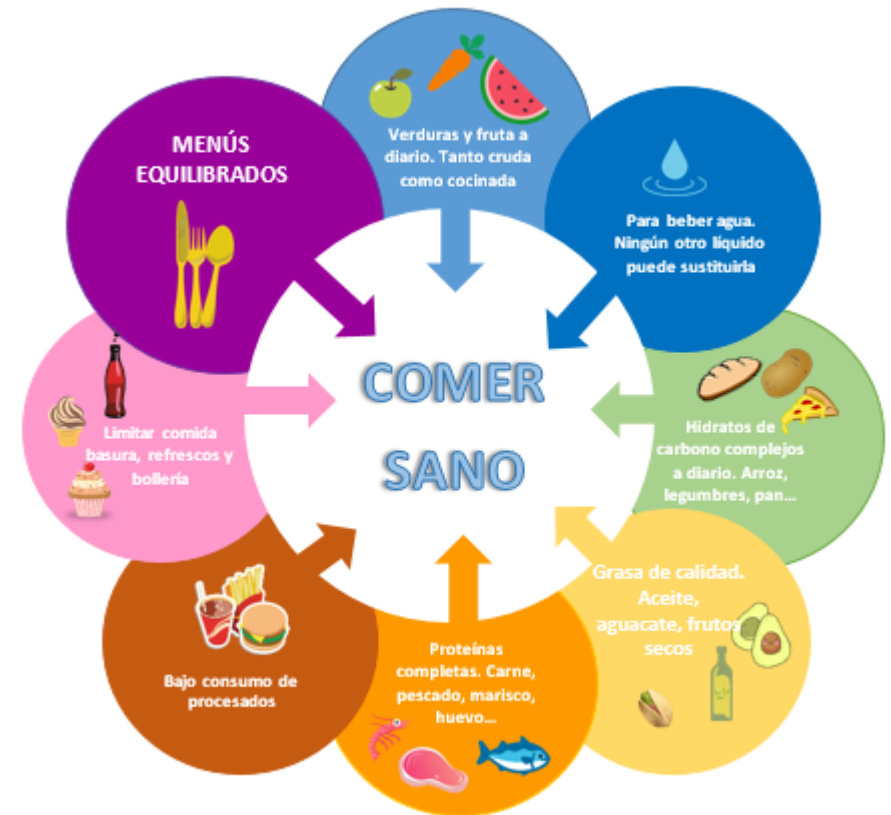 MENÚS
EQUILIBRADOS
Verduras y fruta a
diario. Tanto cruda
como cocinada
Para beber agua.
Ningún otro líquido
puede sustituirla
Hidratos de
carbono complejos
a diario. Arroz,
legumbres, pan...
Grasa de calidad.
Aceite,
aguacate, frutos
secos
Proteínas
completas. Carne,
pescado, marisco,
huevo...
Bajo consumo de
procesados
Limitar comida
basura, refrescos y
bollería
COMER
SANO